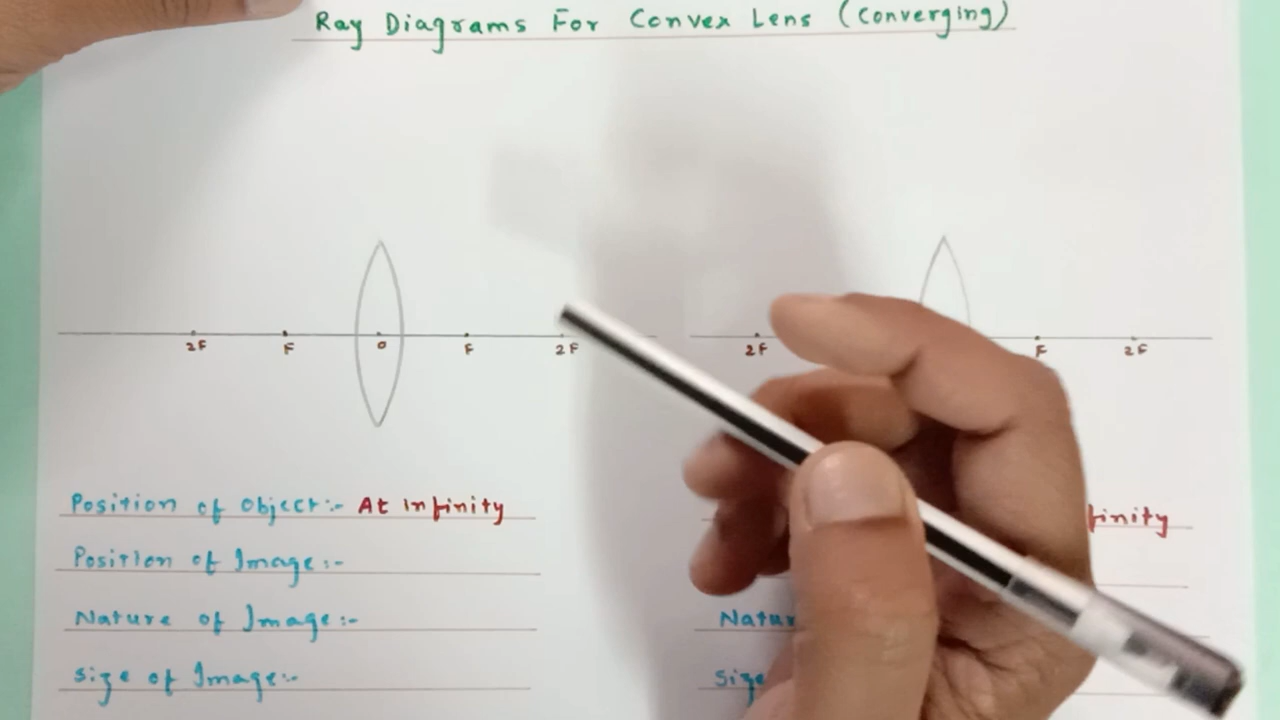 Ray Diagrams For Convex Lens (Converging)
2F F O F 2F
2F F 2F
Position of Object:- At Infinity
finity
Position of Image:-
Nature of Image:-
Size of Image:-
Size